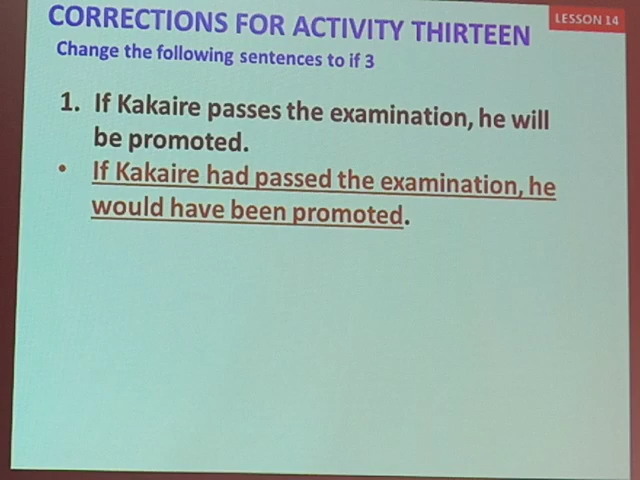 CORRECTIONS FOR ACTIVITY THIRTEEN
LESSON 14
Change the following sentences to if 3
1. If Kakaire passes the examination, he will
be promoted.
• If Kakaire had passed the examination, he
would have been promoted.